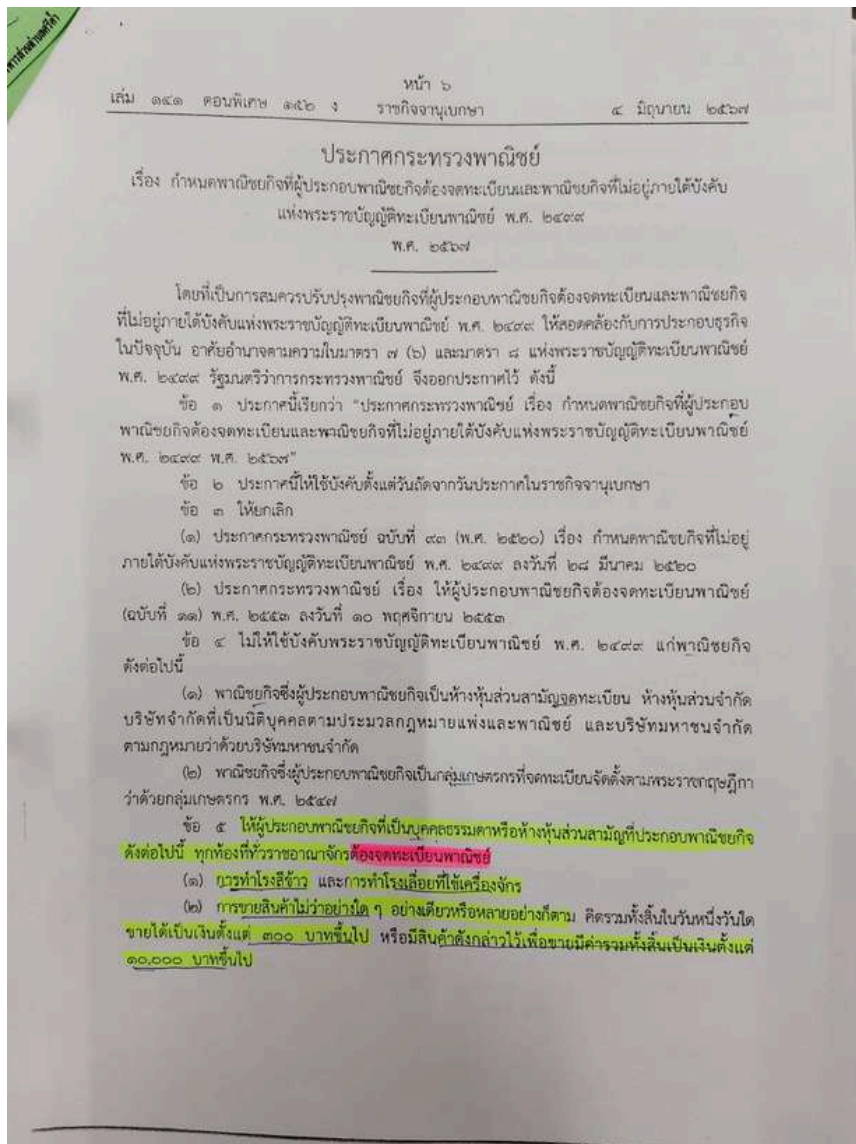 หน้า ๖
เล่ม ๑๔๑ ตอนพิเศษ ๑๕๒ ง ราชกิจจานุเบกษา ๔ มิถุนายน ๒๕๖๗
ประกาศกระทรวงพาณิชย์
เรื่อง กำหนดพาณิชยกิจที่ผู้ประกอบพาณิชยกิจต้องจดทะเบียนและพาณิชยกิจที่ไม่อยู่ภายใต้บังคับ
แห่งพระราชบัญญัติทะเบียนพาณิชย์ พ.ศ. ๒๔๙๙
พ.ศ. ๒๕๖๗
โดยที่เป็นการสมควรปรับปรุงพาณิชยกิจที่ผู้ประกอบพาณิชยกิจต้องจดทะเบียนและพาณิชยกิจ
ที่ไม่อยู่ภายใต้บังคับแห่งพระราชบัญญัติทะเบียนพาณิชย์ พ.ศ. ๒๔๙๙ ให้สอดคล้องกับการประกอบธุรกิจ
ในปัจจุบัน อาศัยอำนาจตามความในมาตรา ๗ (๖) และมาตรา ๘ แห่งพระราชบัญญัติทะเบียนพาณิชย์
พ.ศ. ๒๔๙๙ รัฐมนตรีว่าการกระทรวงพาณิชย์ จึงออกประกาศไว้ ดังนี้
ข้อ ๑ ประกาศนี้เรียกว่า "ประกาศกระทรวงพาณิชย์ เรื่อง กำหนดพาณิชยกิจที่ผู้ประกอบ
พาณิชยกิจต้องจดทะเบียนและพาณิชยกิจที่ไม่อยู่ภายใต้บังคับแห่งพระราชบัญญัติทะเบียนพาณิชย์
พ.ศ. ๒๔๙๙ พ.ศ. ๒๕๖๗"
ข้อ ๒ ประกาศนี้ให้ใช้บังคับตั้งแต่วันถัดจากวันประกาศในราชกิจจานุเบกษา
ข้อ ๓ ให้ยกเลิก
(๑) ประกาศกระทรวงพาณิชย์ ฉบับที่ ๙๓ (พ.ศ. ๒๕๒๐) เรื่อง กำหนดพาณิชยกิจที่ไม่อยู่
ภายใต้บังคับแห่งพระราชบัญญัติทะเบียนพาณิชย์ พ.ศ. ๒๔๙๙ ลงวันที่ ๒๘ มีนาคม ๒๕๒๐
(๒) ประกาศกระทรวงพาณิชย์ เรื่อง ให้ผู้ประกอบพาณิชยกิจต้องจดทะเบียนพาณิชย์
(ฉบับที่ ๑๑) พ.ศ. ๒๕๕๓ ลงวันที่ ๑๐ พฤศจิกายน ๒๕๕๓
ข้อ ๔ ไม่ให้ใช้บังคับพระราชบัญญัติทะเบียนพาณิชย์ พ.ศ. ๒๔๙๙ แก่พาณิชยกิจ
ดังต่อไปนี้
(๑) พาณิชยกิจซึ่งผู้ประกอบพาณิชยกิจเป็นห้างหุ้นส่วนสามัญจดทะเบียน ห้างหุ้นส่วนจำกัด
บริษัทจำกัดที่เป็นนิติบุคคลตามประมวลกฎหมายแพ่งและพาณิชย์ และบริษัทมหาชนจำกัด
ตามกฎหมายว่าด้วยบริษัทมหาชนจำกัด
(๒) พาณิชยกิจซึ่งผู้ประกอบพาณิชยกิจเป็นกลุ่มเกษตรกรที่จดทะเบียนจัดตั้งตามพระราชกฤษฎีกา
ว่าด้วยกลุ่มเกษตรกร พ.ศ. ๒๕๔๗
ข้อ ๕ ให้ผู้ประกอบพาณิชยกิจที่เป็นบุคคลธรรมดาหรือห้างหุ้นส่วนสามัญที่ประกอบพาณิชยกิจ
ดังต่อไปนี้ ทุกท้องที่ทั่วราชอาณาจักรต้องจดทะเบียนพาณิชย์
(๑) การทำโรงสีข้าว และการทำโรงเลื่อยที่ใช้เครื่องจักร
(๒) การขายสินค้าไม่ว่าอย่างใด ๆ อย่างเดียวหรือหลายอย่างก็ตาม คิดรวมทั้งสิ้นในวันหนึ่งวันใด
ขายได้เป็นเงินตั้งแต่ ๓๐๐ บาทขึ้นไป หรือมีสินค้าดังกล่าวไว้เพื่อขายมีค่ารวมทั้งสิ้นเป็นเงินตั้งแต่
๑๐,๐๐๐ บาทขึ้นไป